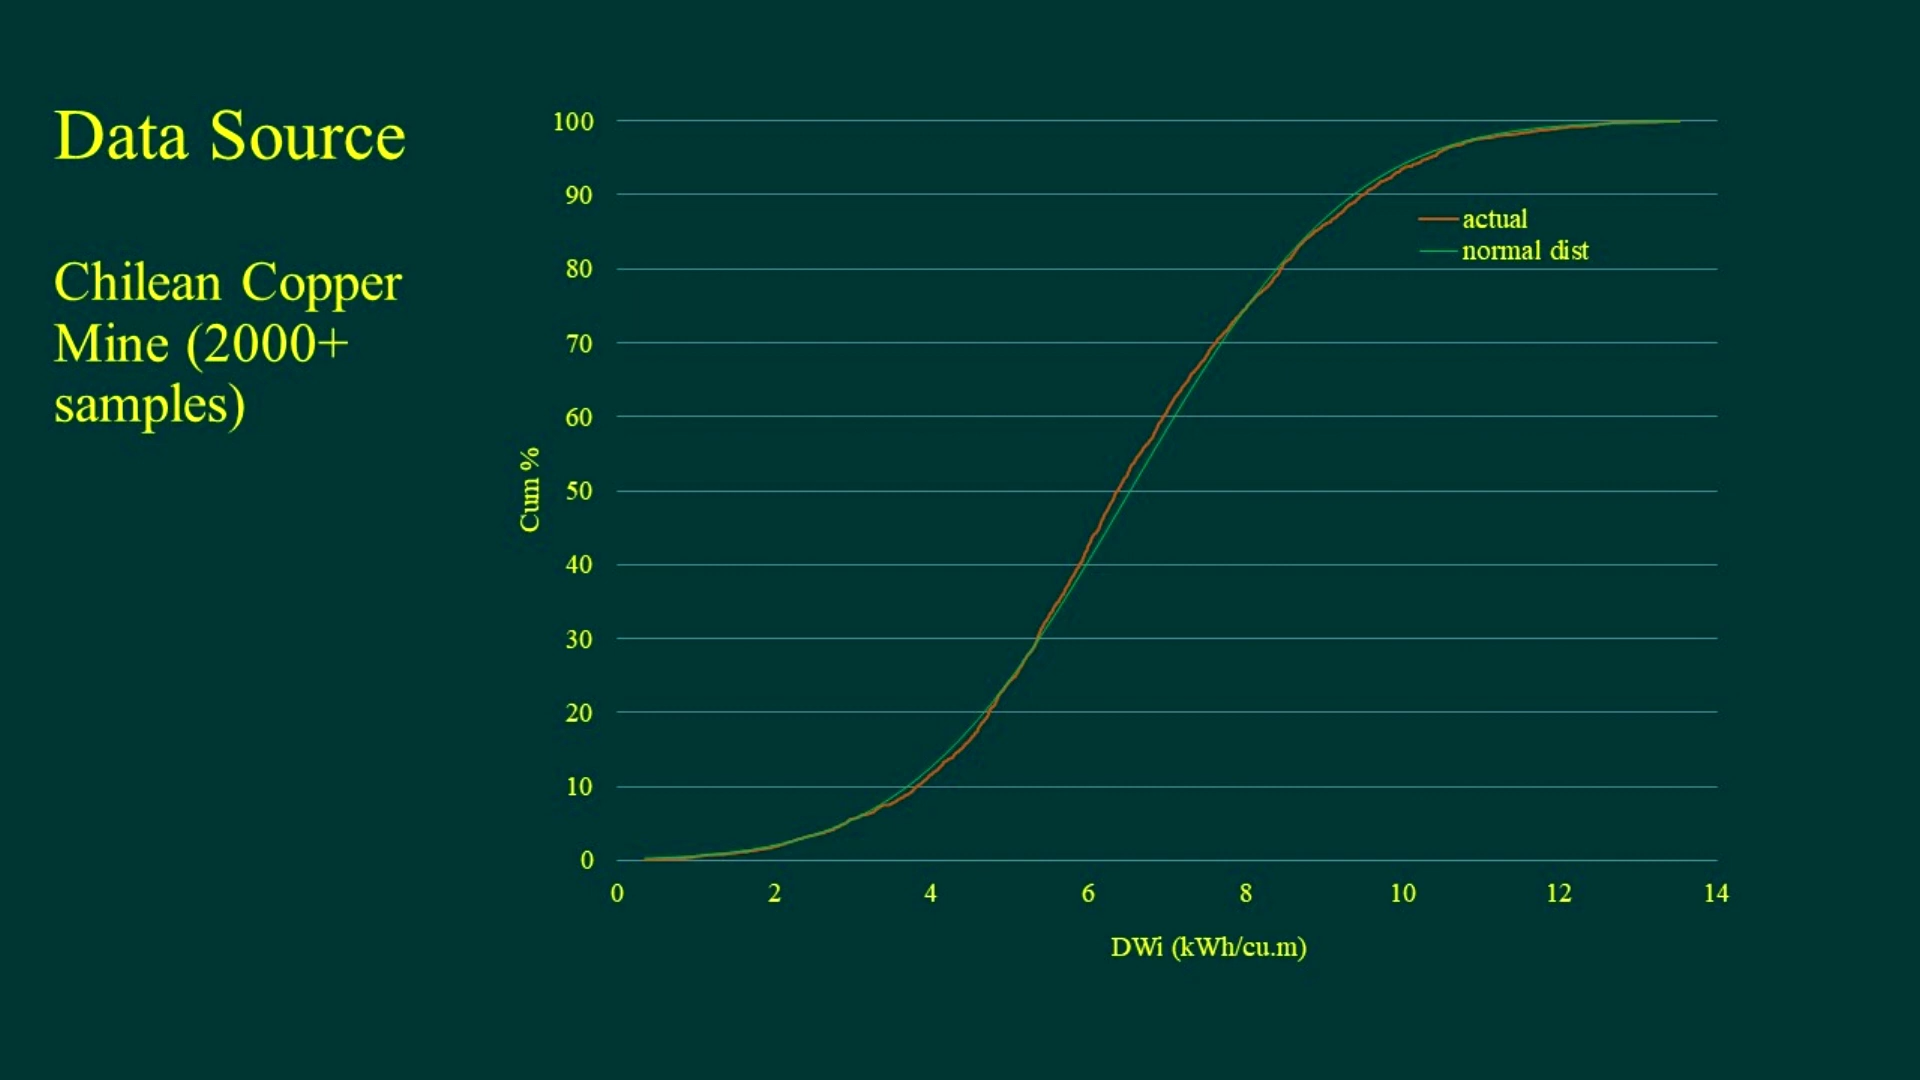 Data Source
Chilean Copper
Mine (2000+
samples)
100
90
80
70
60
50
40
30
20
10
0
Cum %
actual
normal dist
0 2 4 6 8 10 12 14
DWi (kWh/cu.m)